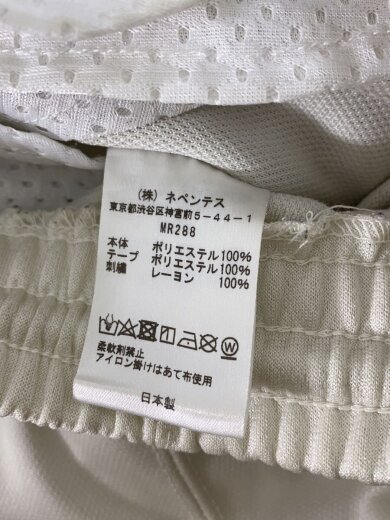 （株）ネペンテス
東京都渋谷区神宮前5－44－1
MR288
本体 ポリエステル100%
テープ ポリエステル100%
刺繍 レーヨン 100%
柔軟剤禁止
アイロン掛けはあて布使用
日本製